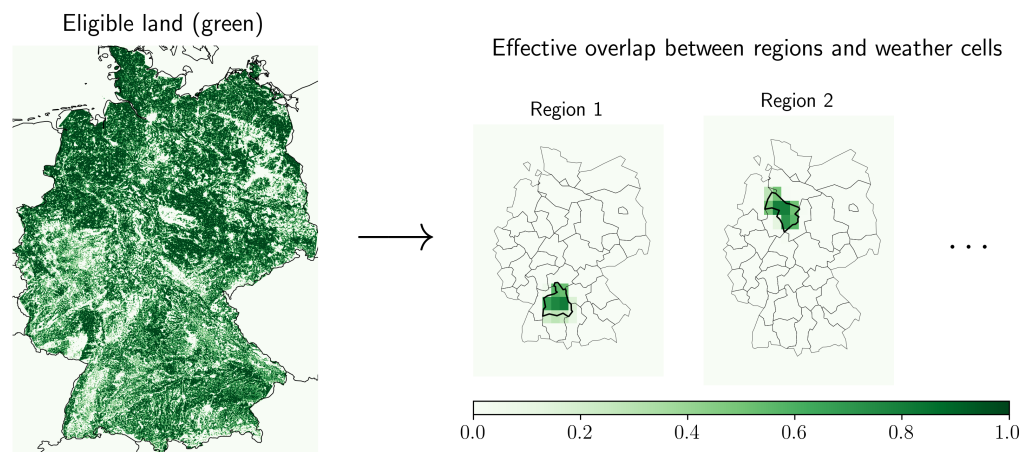 Eligible land (green)
Effective overlap between regions and weather cells
Region 1
Region 2
...
0.0 0.2 0.4 0.6 0.8 1.0